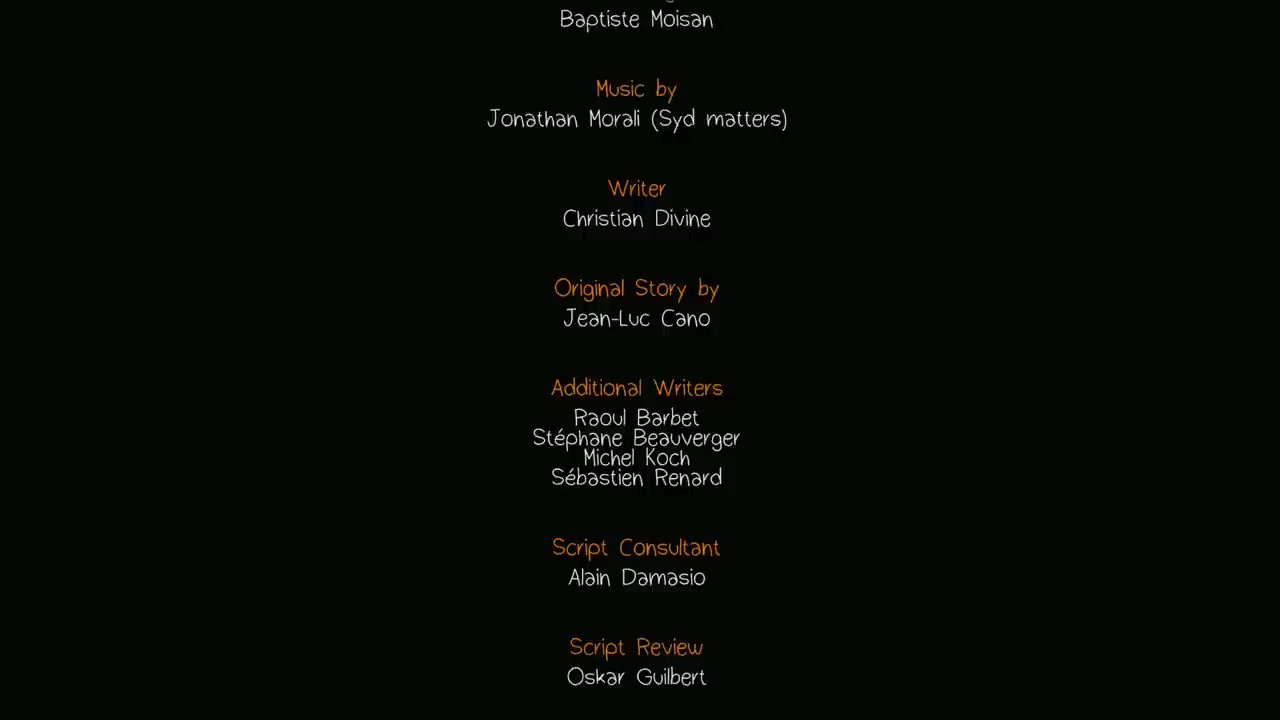 Baptiste Moisan
Music by
Jonathan Morali (Syd matters)
Writer
Christian Divine
Original Story by
Jean-Luc Cano
Additional Writers
Raoul Barbet
Stéphane Beauverger
Michel Koch
Sébastien Renard
Script Consultant
Alain Damasio
Script Review
Oskar Guilbert